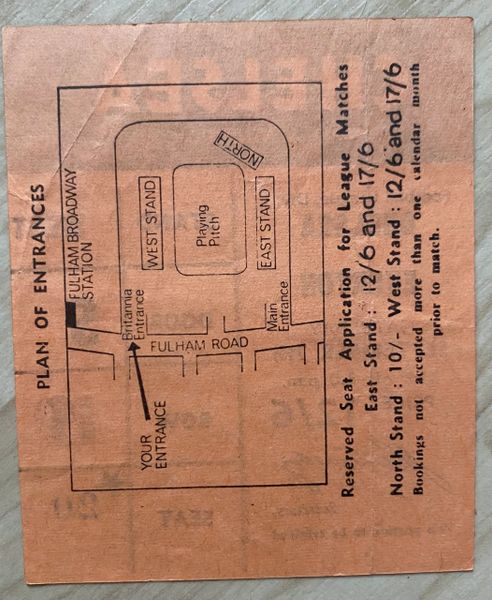 PLAN OF ENTRANCES
FULHAM BROADWAY
STATION
NORTH
WEST STAND
Playing
Pitch
EAST STAND
Britannia
Entrance
Main
Entrance
FULHAM ROAD
YOUR
ENTRANCE
Reserved Seat Application for League Matches
East Stand : 12/6 and 17/6
North Stand : 10/- West Stand : 12/6 and 17/6
Bookings not accepted more than one calendar month
prior to match.
CHELSEA
SEAT